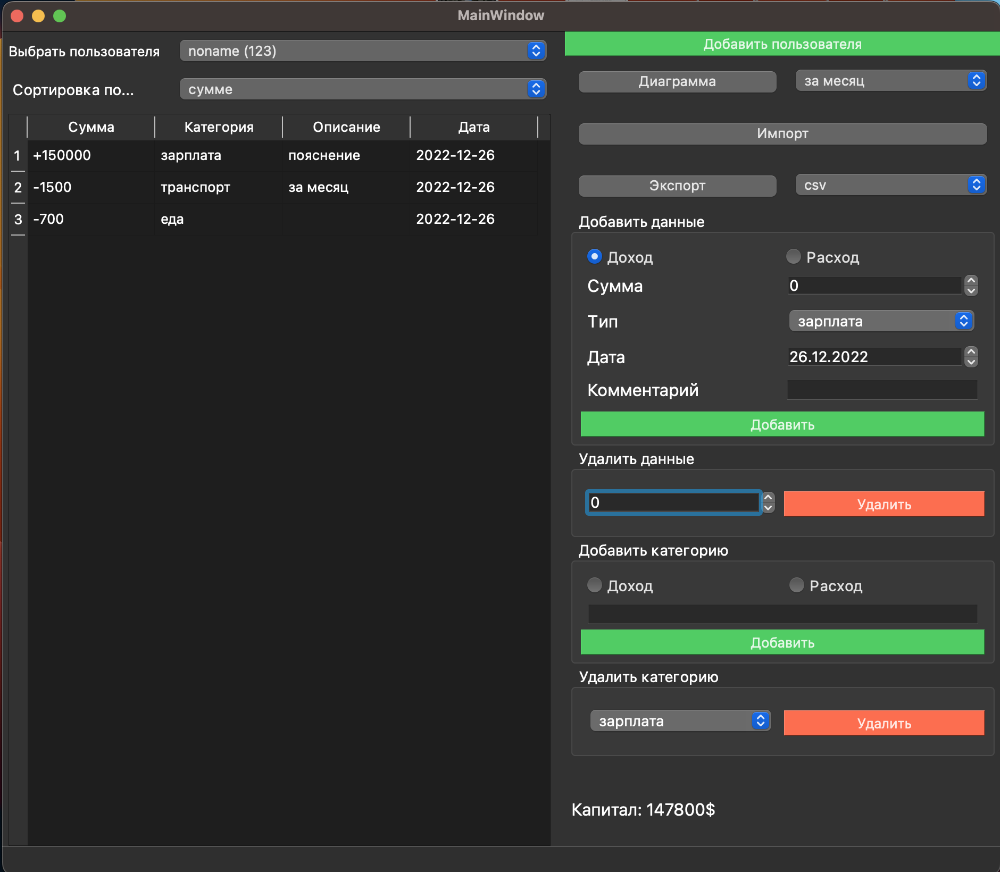 MainWindow
Выбрать пользователя
noname (123)
Сортировка по...
сумме
Сумма Категория Описание Дата
1 +150000 зарплата пояснение 2022-12-26
2 -1500 транспорт за месяц 2022-12-26
3 -700 еда 2022-12-26
Добавить пользователя
Диаграмма
за месяц
Импорт
Экспорт
csv
Добавить данные
Доход
Расход
Сумма
0
Тип
зарплата
Дата
26.12.2022
Комментарий
Добавить
Удалить данные
0
Удалить
Добавить категорию
Доход
Расход
Добавить
Удалить категорию
зарплата
Удалить
Капитал: 147800$